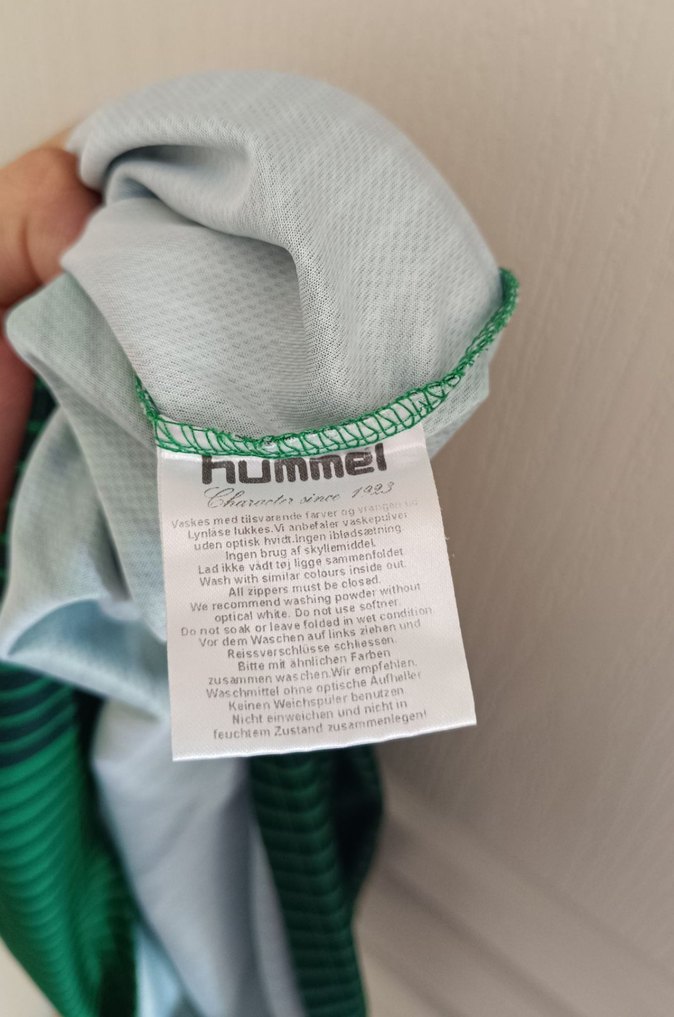 hummel
Character since 1923
Vaskes med tilsvarende farver og vrangen ud
Lynlåse lukkes.Vi anbefaler vaskepulver
uden optisk hvidt.Ingen iblødsætning.
Ingen brug af skyllemiddel.
Lad ikke vådt tøj ligge sammenfoldet
Wash with similar colours inside out.
All zippers must be closed.
We recommend washing powder without
optical white. Do not use softner.
Do not soak or leave folded in wet condition.
Vor dem Waschen auf links ziehen und
Reissverschlüsse schliessen.
Bitte mit ähnlichen Farben
zusammen waschen.Wir empfehlen,
Waschmittel ohne optische Aufheller
Keinen Weichspüler benutzen.
Nicht einweichen und nicht in
feuchtem Zustand zusammenlegen!